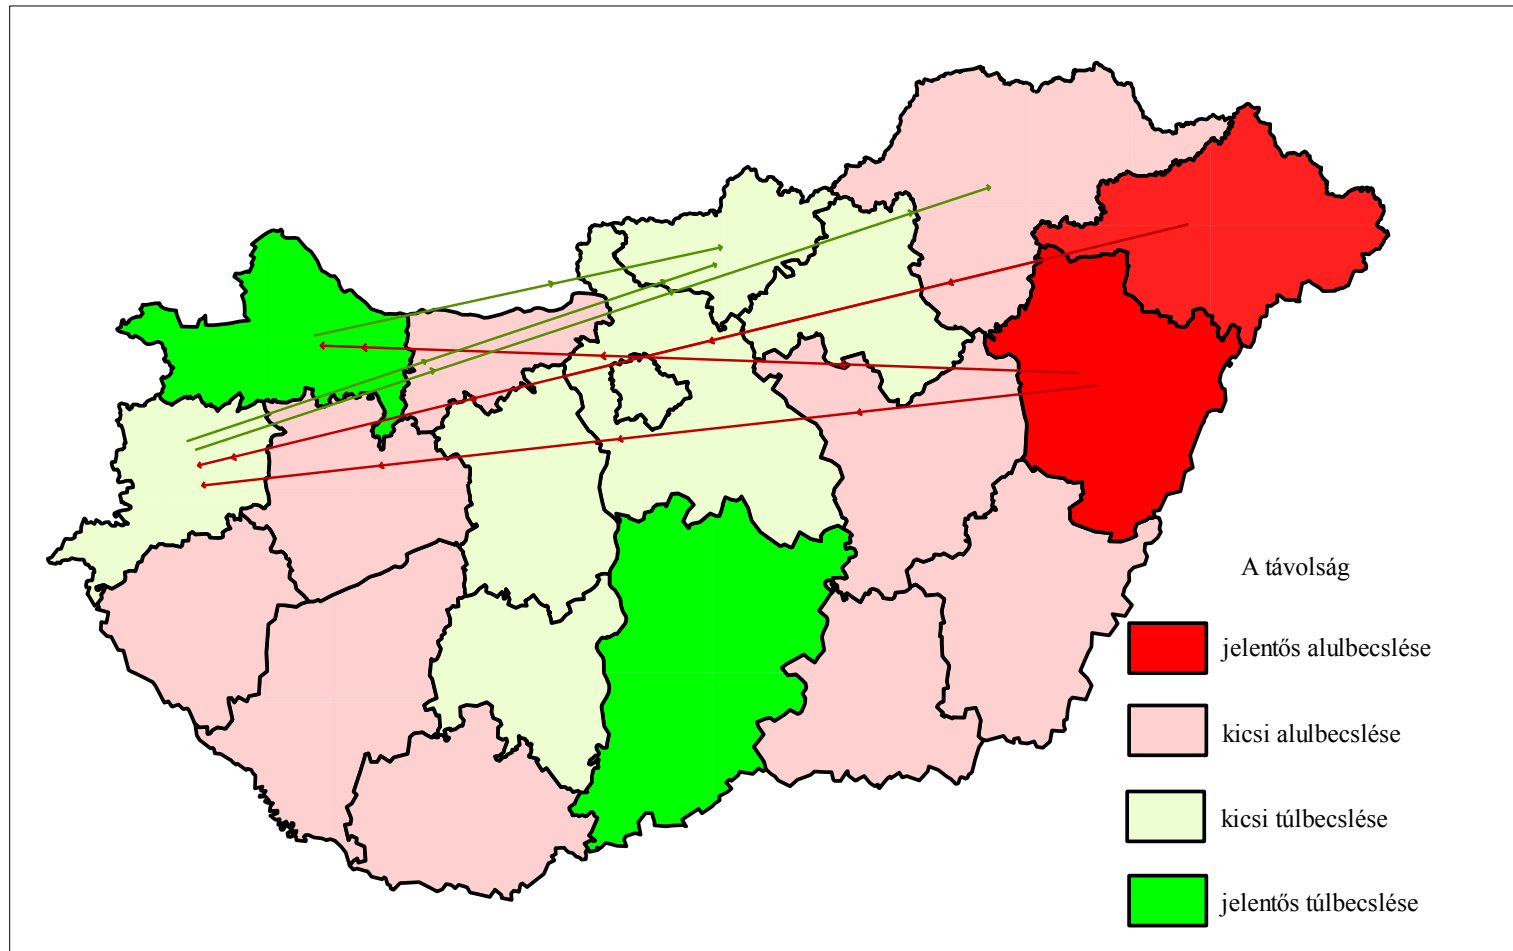 A távolság
jelentős alulbecslése
kicsi alulbecslése
kicsi túlbecslése
jelentős túlbecslése